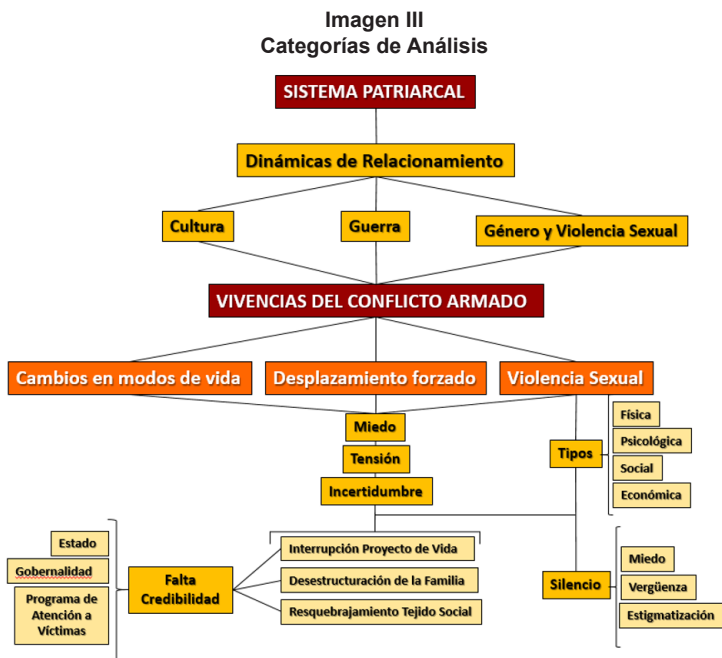 Imagen III
Categorías de Análisis
SISTEMA PATRIARCAL
Dinámicas de Relacionamiento
Cultura
Guerra
Género y Violencia Sexual
VIVENCIAS DEL CONFLICTO ARMADO
Cambios en modos de vida
Desplazamiento forzado
Violencia Sexual
Miedo
Tensión
Incertidumbre
Tipos
Física
Psicológica
Social
Económica
Estado
Gobernalidad
Programa de
Atención a
Víctimas
Falta
Credibilidad
Interrupción Proyecto de Vida
Desestructuración de la Familia
Resquebrajamiento Tejido Social
Silencio
Miedo
Vergüenza
Estigmatización